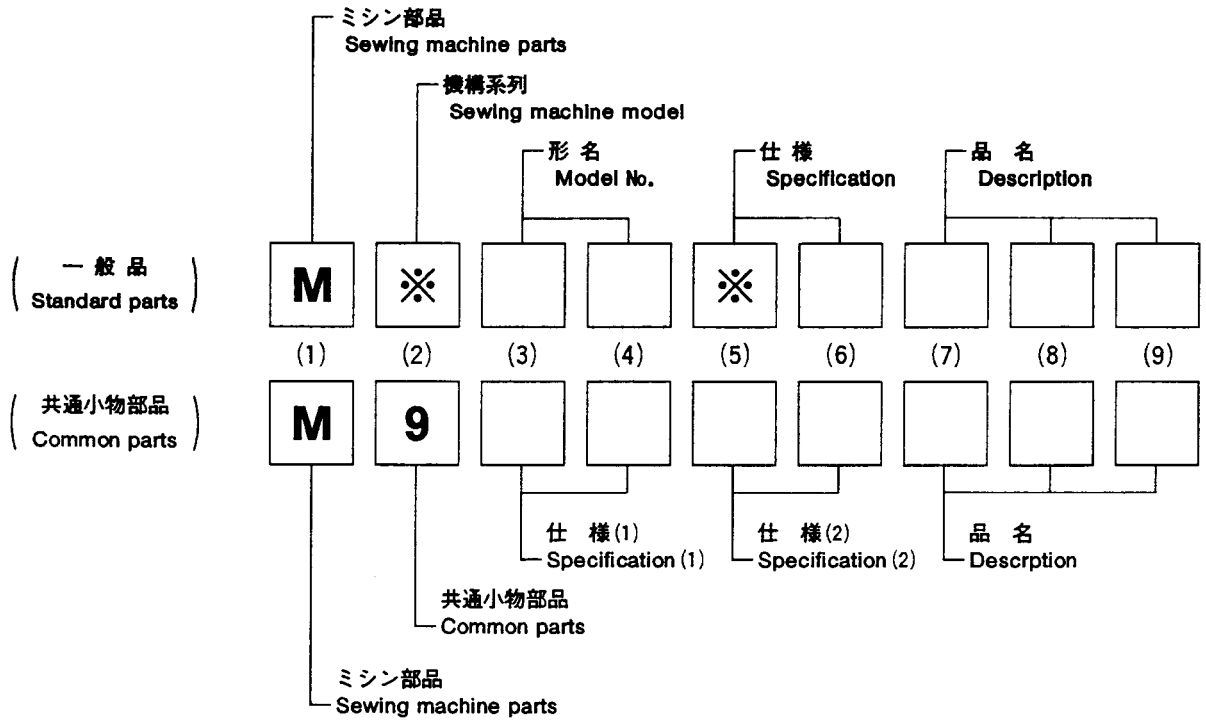 ミシン部品
Sewing machine parts
機構系列
Sewing machine model
形 名
Model No.
仕 様
Specification
品 名
Description
一 般 品
Standard parts
M ※ ※
(1) (2) (3) (4) (5) (6) (7) (8) (9)
共通小物部品
Common parts
M 9
仕 様(1)
Specification(1)
仕 様(2)
Specification(2)
品 名
Descrption
共通小物部品
Common parts
ミシン部品
Sewing machine parts